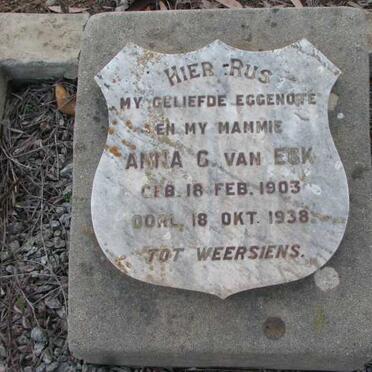 HIER RUS
MY GELIEFDE EGGENOTE
EN MY MAMMIE
ANNA C. VAN ECK
GEB. 18 FEB. 1903
OORL. 18 OKT. 1938
TOT WEERSIENS.